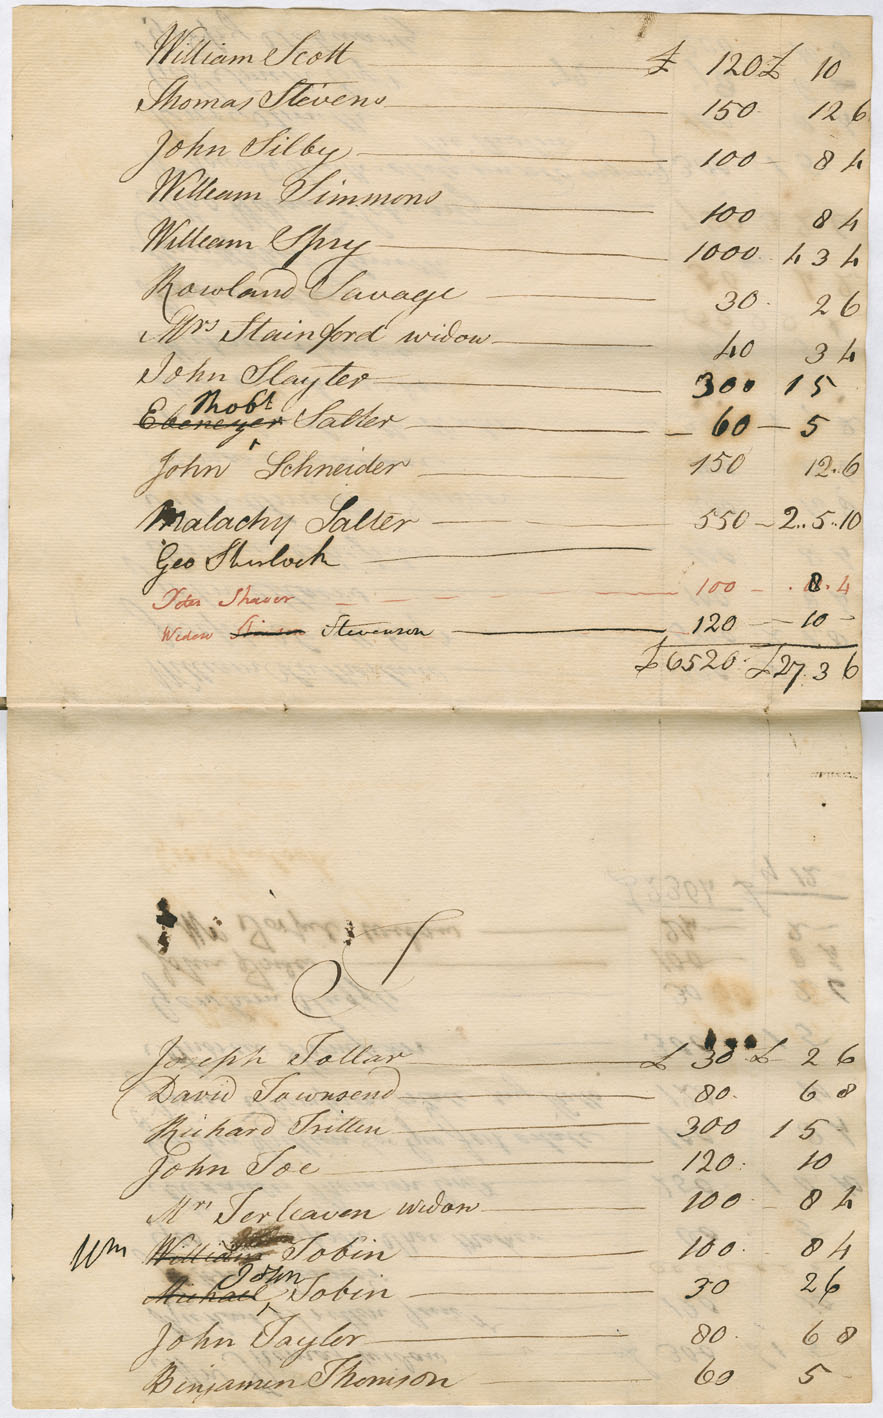 William Scott £ 120 £ 10
Thomas Stevens 150 12 6
John Silby 100 8 4
William Simmons 100 8 4
William Spry 1000 4 3 4
Rowland Savage 30 2 6
Mrs Stainford widow 40 3 4
John Slayter 300 1 5
Robt
Ebenezer Salter 60 5
John Schneider 150 12.6
Malachy Salter 550 2..5..10
Geo Sherlock
Peter Shaver 100 8.4
Widow Stevenson 120 10
£6520. £27.3 6
T
Joseph Tollar £ 30 £ 2 6
David Townsend 80. 6 8
Richard Tritten 300 1 5
John Toe 120. 10
Mrs Terleaven widow 100 8 4
Wm William Tobin 100. 8 4
John
Michael Tobin 30 2 6
John Tayler 80. 6 8
Benjamin Thomson 60 5